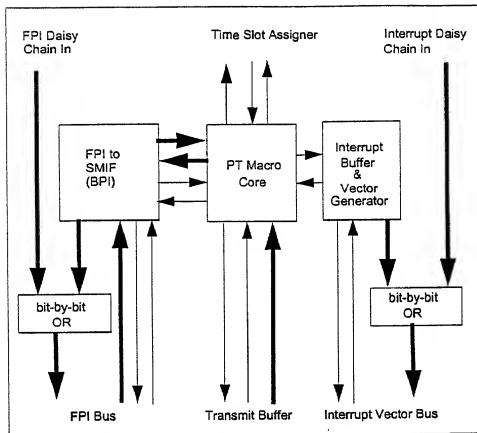 FPI Daisy
Chain In
Time Slot Assigner
Interrupt Daisy
Chain In
FPI to
SMIF
(BPI)
PT Macro
Core
Interrupt
Buffer
&
Vector
Generator
bit-by-bit
OR
bit-by-bit
OR
FPI Bus
Transmit Buffer
Interrupt Vector Bus